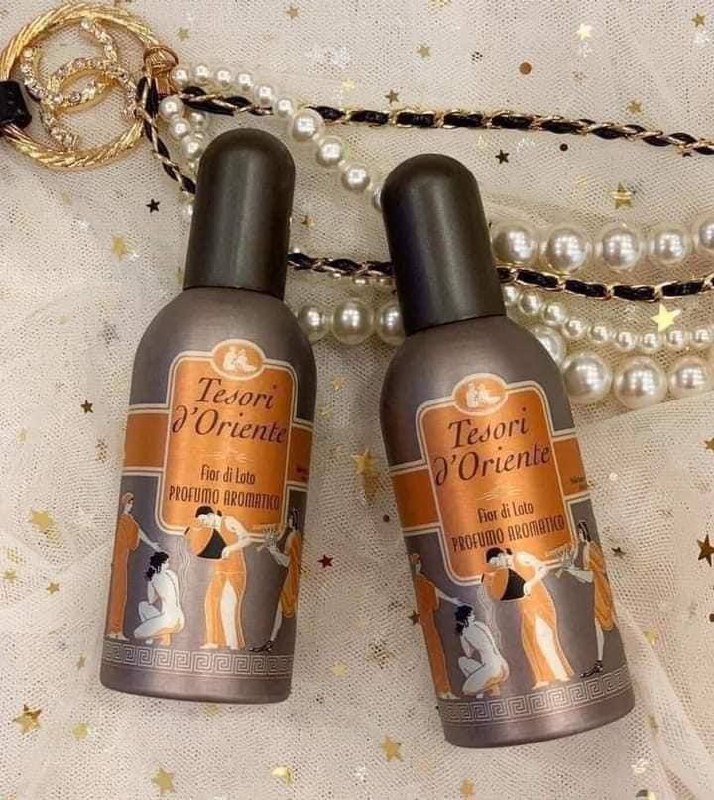 Tesori
d'Oriente
Fior di Loto
PROFUMO AROMATICO
Tesori
d'Oriente
Fior di Loto
PROFUMO AROMATICO